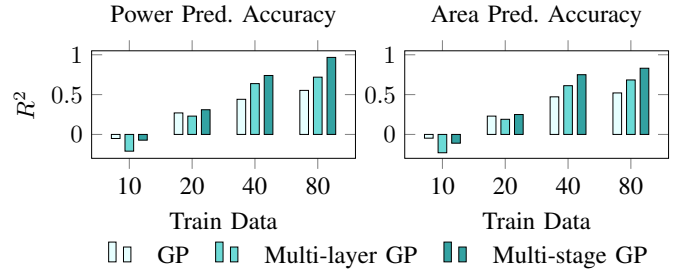 Power Pred. Accuracy
Area Pred. Accuracy
1
0.5
0
R²
10 20 40 80
Train Data
1
0.5
0
10 20 40 80
Train Data
GP Multi-layer GP Multi-stage GP